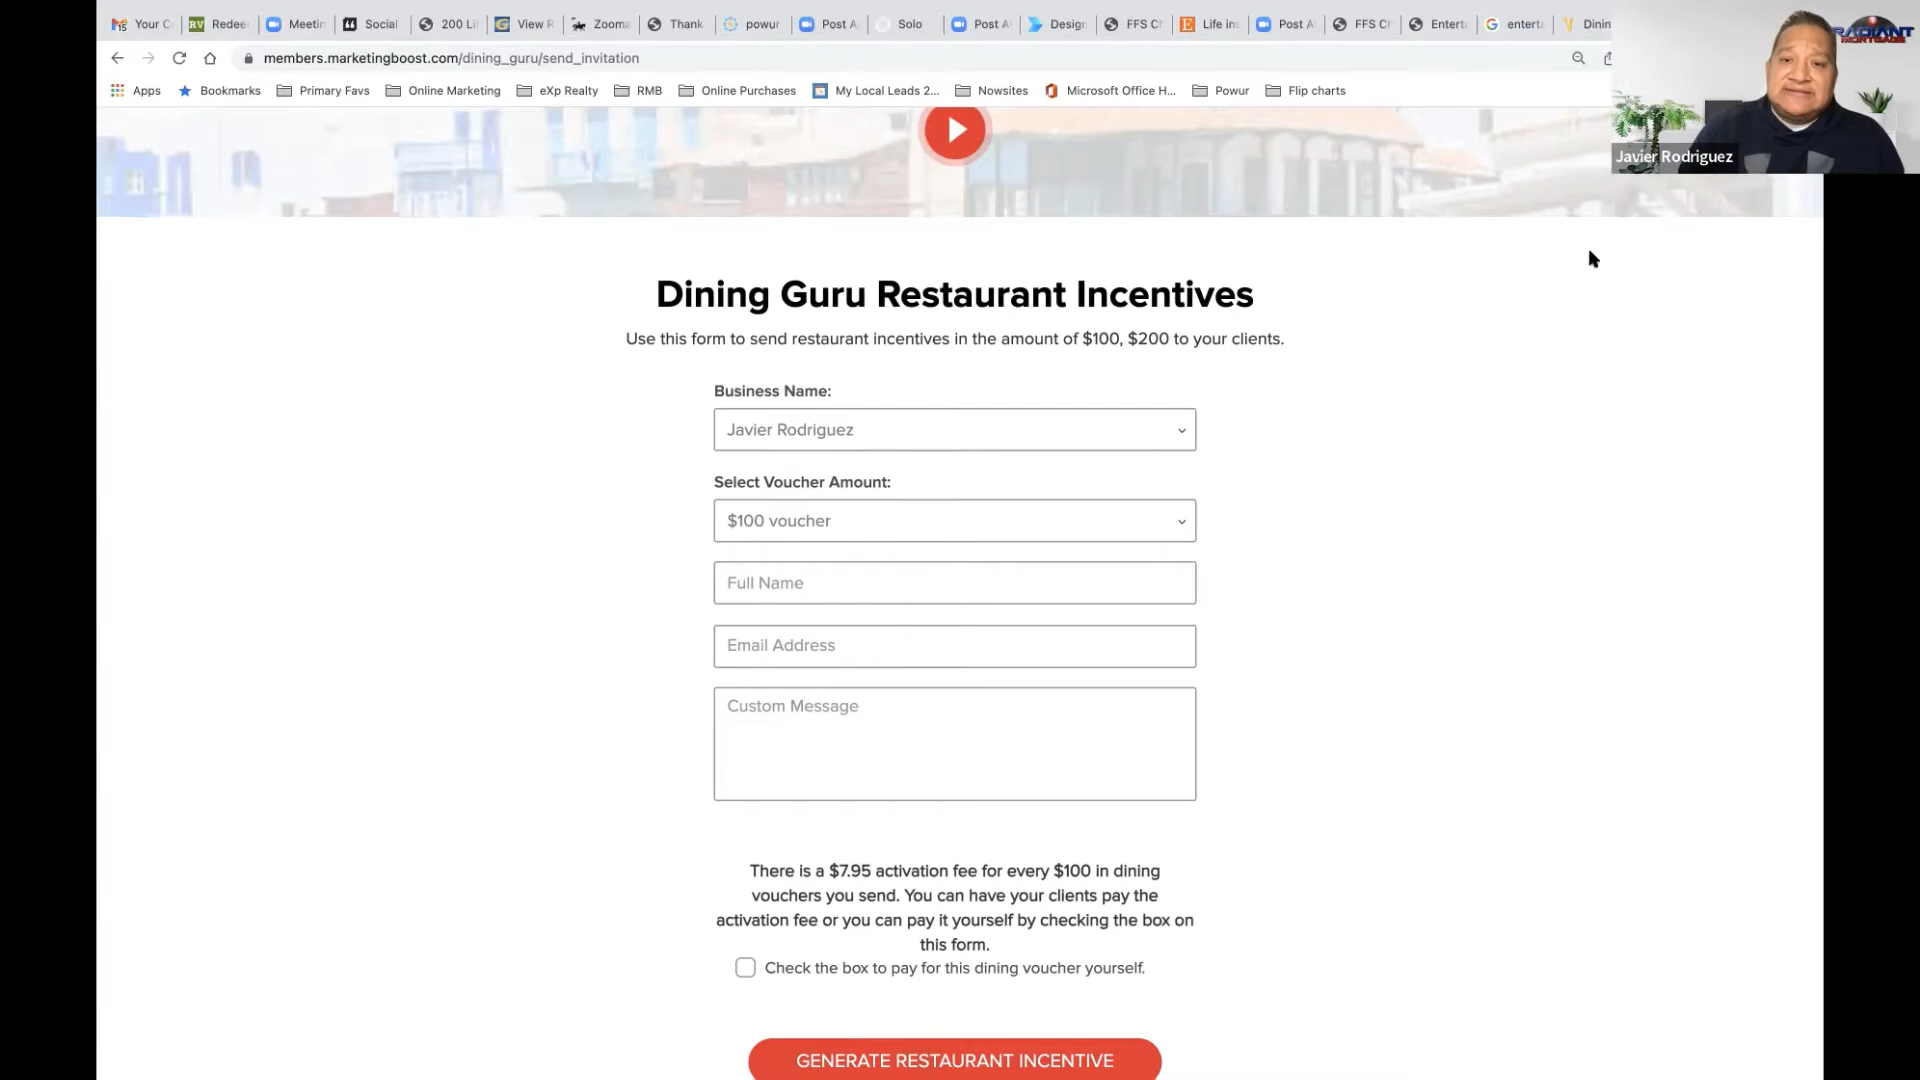 Your C
RV Redee
Meetin
Social
200 Li
View R
Zooma
Thank
powur
Post A
Solo
Post A
Design
FFS C
Life in
Post A
FFS C
Entert
enterta
Dinin
members.marketingboost.com/dining_guru/send_invitation
Apps
Bookmarks
Primary Favs
Online Marketing
eXp Realty
RMB
Online Purchases
My Local Leads 2...
Nowsites
Microsoft Office H...
Powur
Flip charts
RADIANT
MORTGAGE
Javier Rodriguez
Dining Guru Restaurant Incentives
Use this form to send restaurant incentives in the amount of $100, $200 to your clients.
Business Name:
Javier Rodriguez
Select Voucher Amount:
$100 voucher
Full Name
Email Address
Custom Message
There is a $7.95 activation fee for every $100 in dining
vouchers you send. You can have your clients pay the
activation fee or you can pay it yourself by checking the box on
this form.
Check the box to pay for this dining voucher yourself.
GENERATE RESTAURANT INCENTIVE